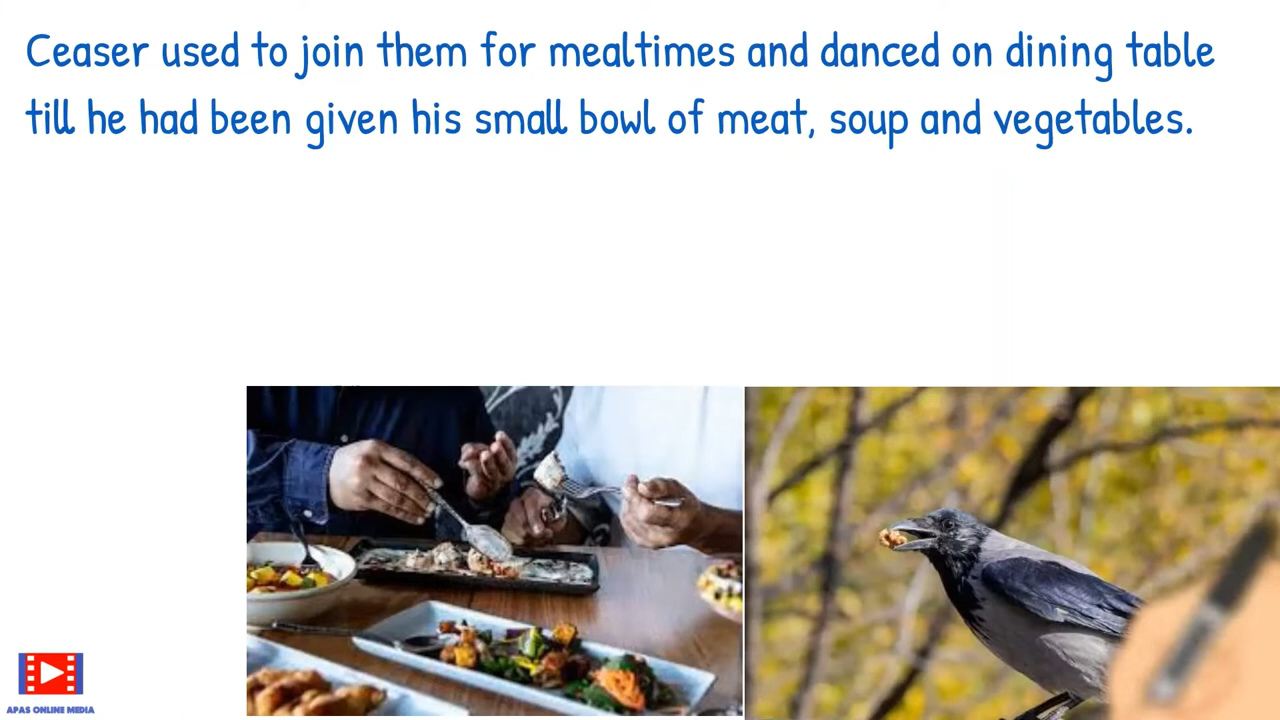 Ceaser used to join them for mealtimes and danced on dining table
till he had been given his small bowl of meat, soup and vegetables.
APAS ONLINE MEDIA